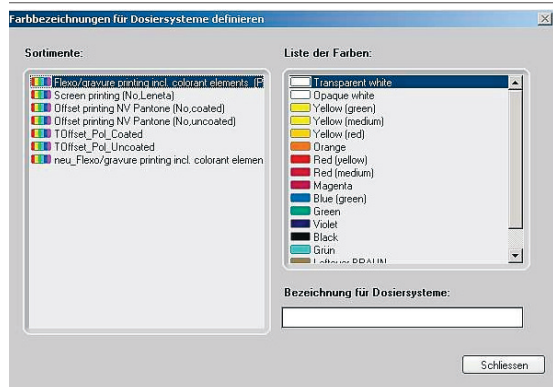 Farbbezeichnungen für Dosiersysteme definieren
Sortimente:
Flexo/gravure printing incl. colorant elements (P
Screen printing (No,Leneta)
Offset printing NV Pantone (No,coated)
Offset printing NV Pantone (No,uncoated)
TOffset_Pol_Coated
TOffset_Pol_Uncoated
neu_Flexo/gravure printing incl. colorant elemen
Liste der Farben:
Transparent white
Opaque white
Yellow (green)
Yellow (medium)
Yellow (red)
Orange
Red (yellow)
Red (medium)
Magenta
Blue (green)
Green
Violet
Black
Grün
Leftover BRAUN
Bezeichnung für Dosiersysteme:
Schliessen